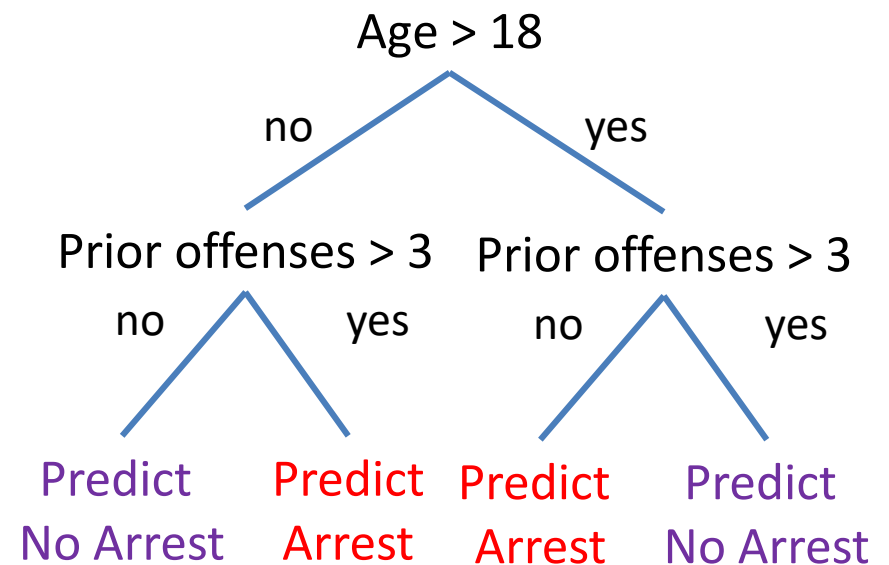 Age > 18
no
yes
Prior offenses > 3
Prior offenses > 3
no
yes
no
yes
Predict
No Arrest
Predict
Arrest
Predict
Arrest
Predict
No Arrest